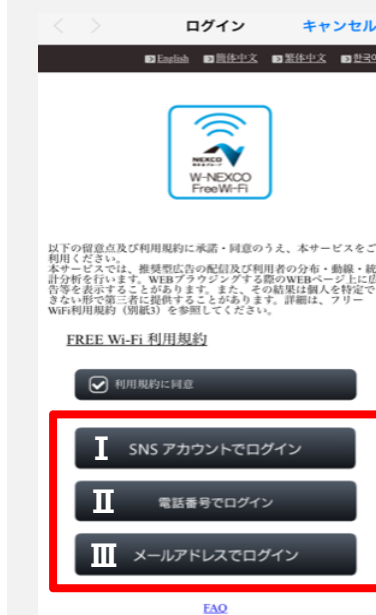 ログイン キャンセル
English 简体中文 繁体中文 한국어
NEXCO
W-NEXCO
Free Wi-Fi
以下の留意点及び利用規約に承諾・同意のうえ、本サービスをご
利用ください。
本サービスでは、推奨型広告の配信及び利用者の分布・動線・統
計分析を行います。WEBブラウジングする際のWEBページ上に広
告等を表示することがあります。また、その結果は個人を特定で
きない形で第三者に提供することがあります。詳細は、フリー
WiFi利用規約（別紙3）を参照してください。
FREE Wi-Fi 利用規約
利用規約に同意
Ⅰ SNS アカウントでログイン
Ⅱ 電話番号でログイン
Ⅲ メールアドレスでログイン
FAQ